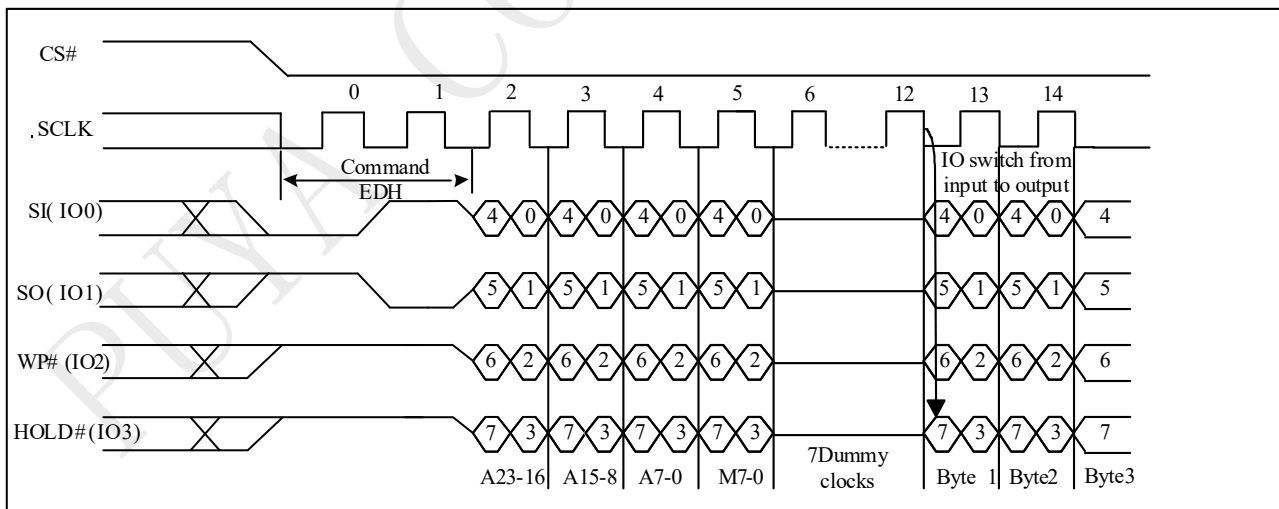 PUYA CO
CS#
0 1 2 3 4 5 6 12 13 14
.SCLK
Command
EDH
IO switch from
input to output
SI( IO0)
4 0 4 0 4 0 4 0 4 0 4 0 4
SO( IO1)
5 1 5 1 5 1 5 1 5 1 5 1 5
WP# (IO2)
6 2 6 2 6 2 6 2 6 2 6 2 6
HOLD# (IO3)
7 3 7 3 7 3 7 3 7 3 7 3 7
A23-16 A15-8 A7-0 M7-0
7Dummy
clocks
Byte 1 Byte2 Byte3